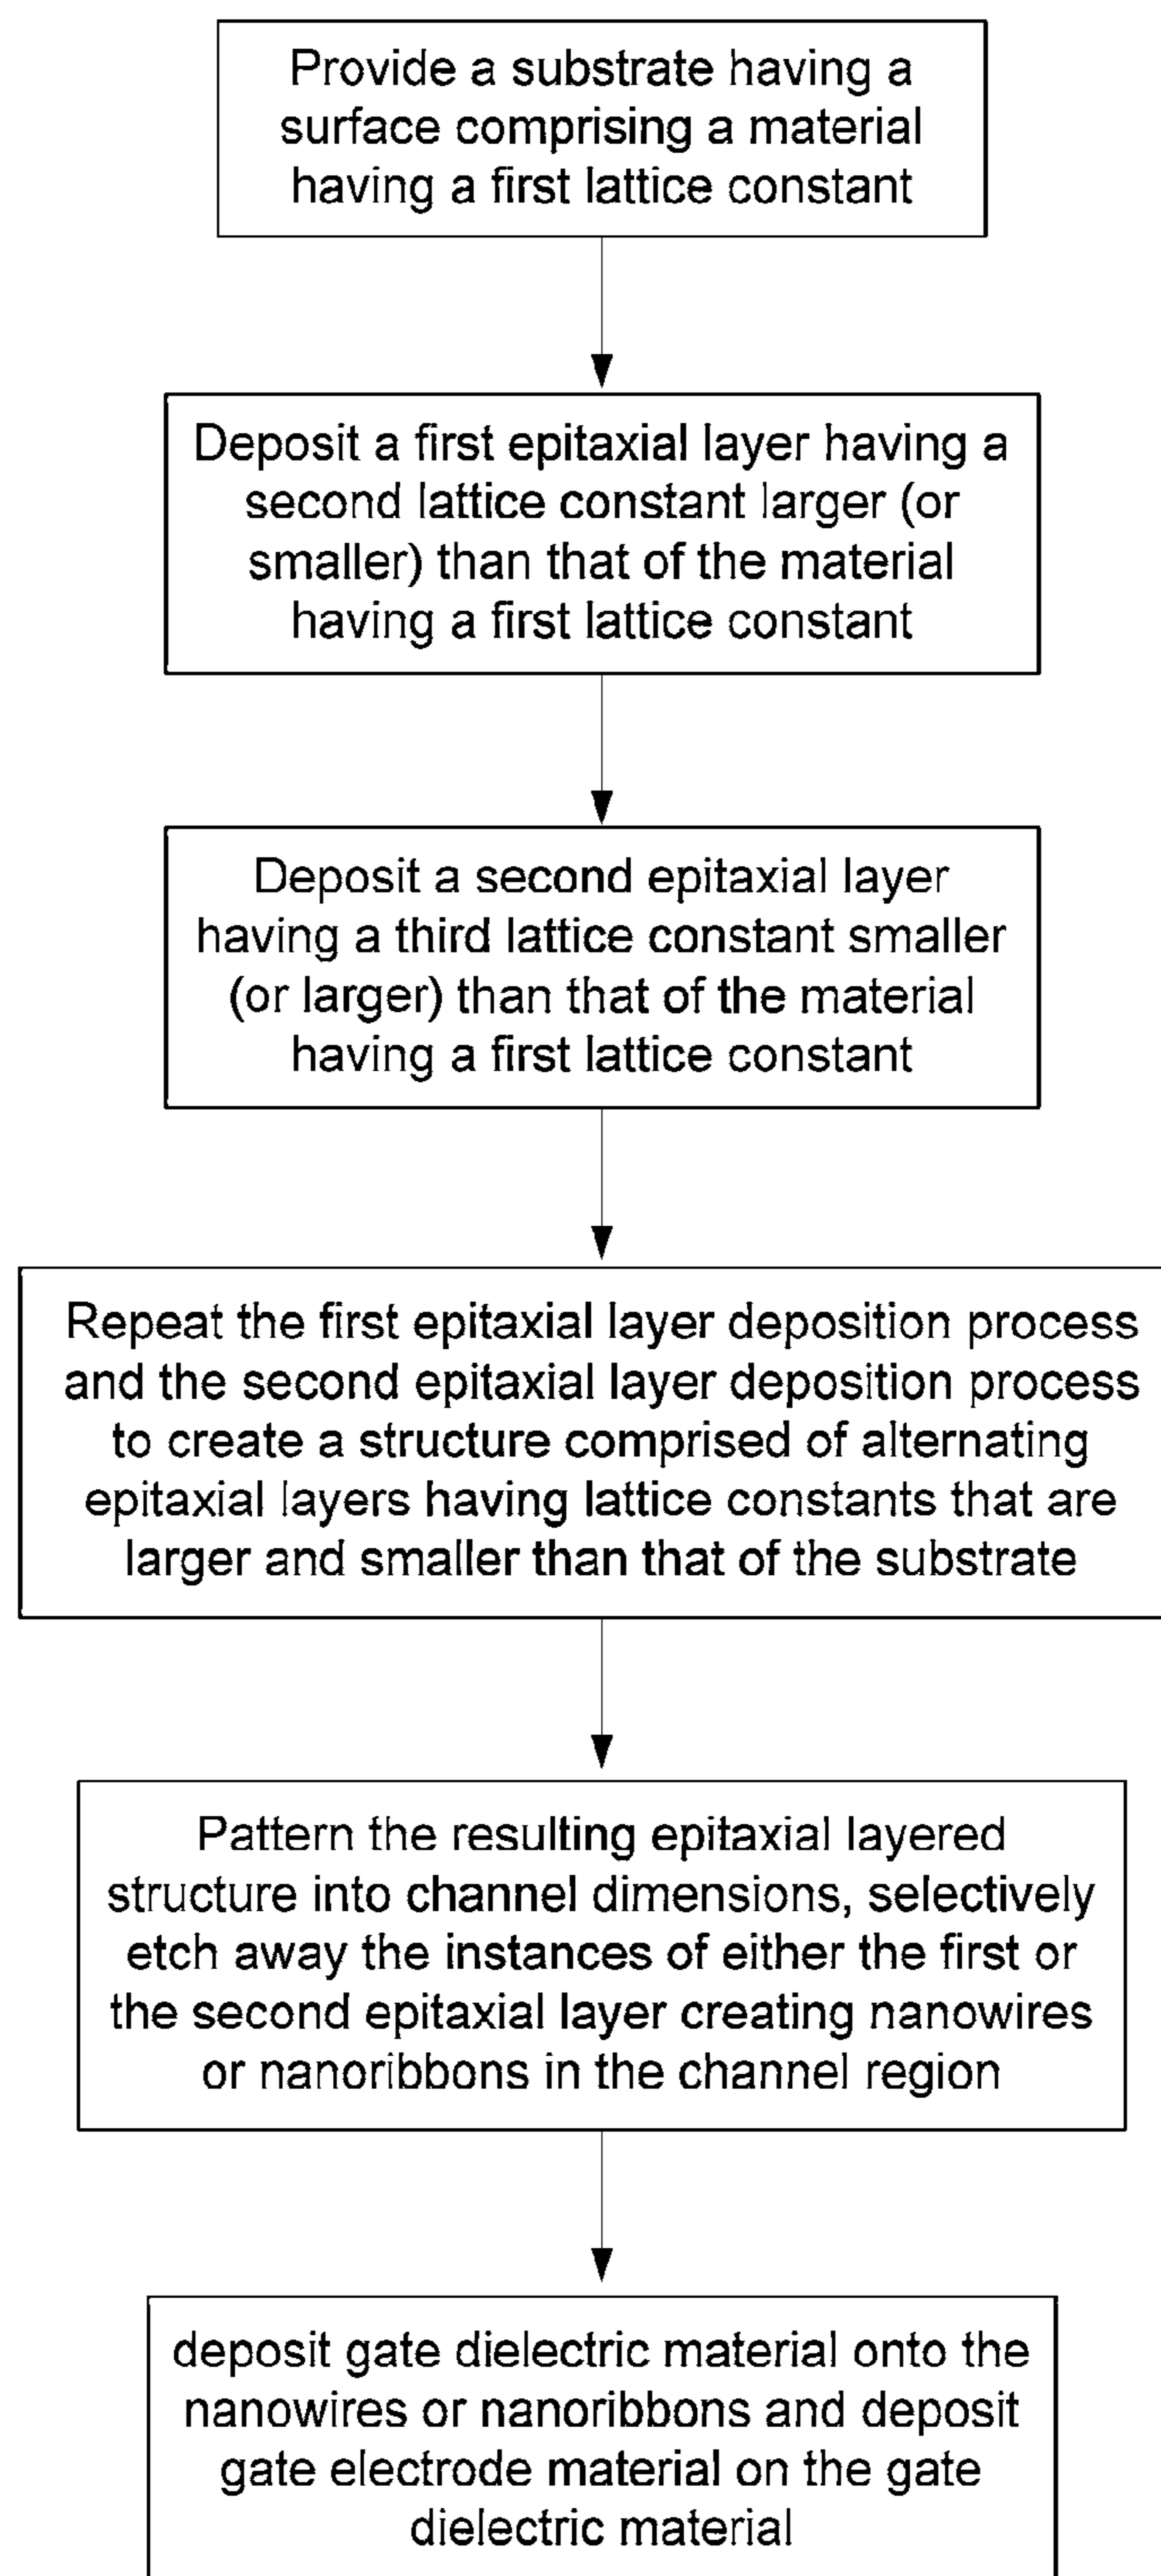 Provide a substrate having a
surface comprising a material
having a first lattice constant
Deposit a first epitaxial layer having a
second lattice constant larger (or
smaller) than that of the material
having a first lattice constant
Deposit a second epitaxial layer
having a third lattice constant smaller
(or larger) than that of the material
having a first lattice constant
Repeat the first epitaxial layer deposition process
and the second epitaxial layer deposition process
to create a structure comprised of alternating
epitaxial layers having lattice constants that are
larger and smaller than that of the substrate
Pattern the resulting epitaxial layered
structure into channel dimensions, selectively
etch away the instances of either the first or
the second epitaxial layer creating nanowires
or nanoribbons in the channel region
deposit gate dielectric material onto the
nanowires or nanoribbons and deposit
gate electrode material on the gate
dielectric material